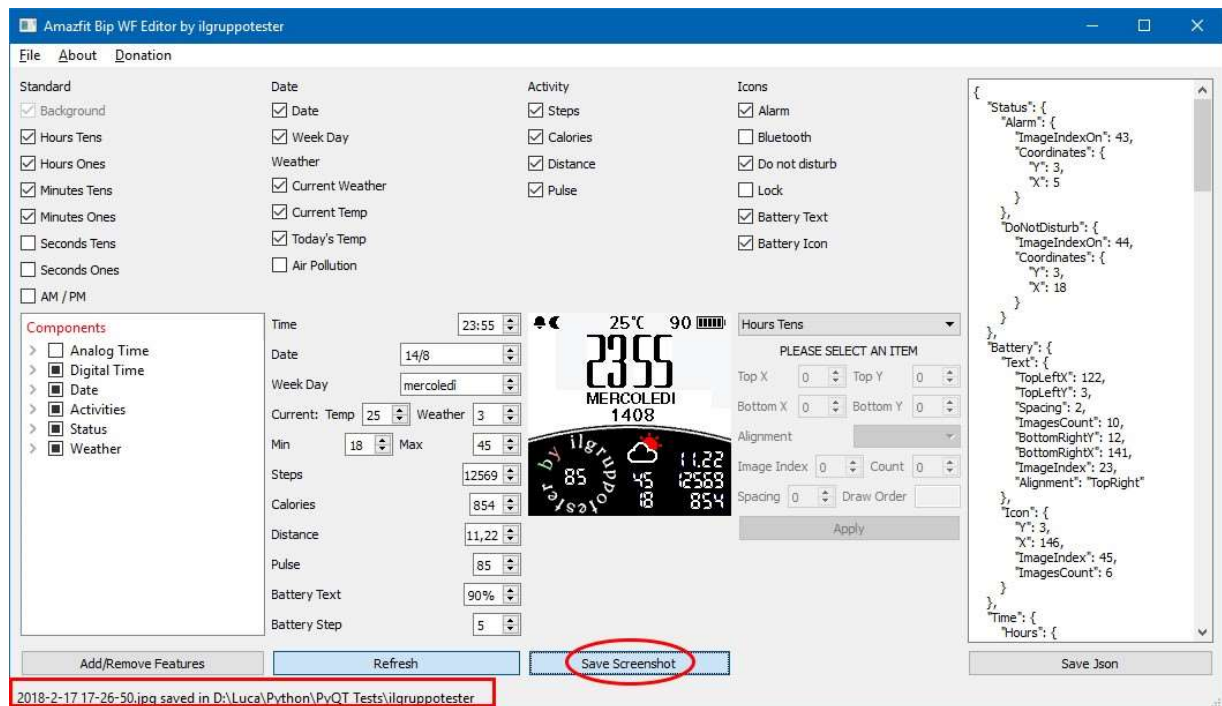 Amazfit Bip WF Editor by ilgruppotester
File About Donation
Standard
Background
Hours Tens
Hours Ones
Minutes Tens
Minutes Ones
Seconds Tens
Seconds Ones
AM / PM
Date
Date
Week Day
Weather
Current Weather
Current Temp
Today's Temp
Air Pollution
Activity
Steps
Calories
Distance
Pulse
Icons
Alarm
Bluetooth
Do not disturb
Lock
Battery Text
Battery Icon
Components
Analog Time
Digital Time
Date
Activities
Status
Weather
Time 23:55
Date 14/8
Week Day mercoledì
Current: Temp 25 Weather 3
Min 18 Max 45
Steps 12569
Calories 854
Distance 11,22
Pulse 85
Battery Text 90%
Battery Step 5
25°C 90
2355
MERCOLEDI
1408
by ilgruppotester
85
45
18
11.22
12569
854
Hours Tens
PLEASE SELECT AN ITEM
Top X 0 Top Y 0
Bottom X 0 Bottom Y 0
Alignment
Image Index 0 Count 0
Spacing 0 Draw Order
Apply
{
"Status": {
"Alarm": {
"ImageIndexOn": 43,
"Coordinates": {
"Y": 3,
"X": 5
}
},
"DoNotDisturb": {
"ImageIndexOn": 44,
"Coordinates": {
"Y": 3,
"X": 18
}
}
},
"Battery": {
"Text": {
"TopLeftX": 122,
"TopLeftY": 3,
"Spacing": 2,
"ImagesCount": 10,
"BottomRightY": 12,
"BottomRightX": 141,
"ImageIndex": 23,
"Alignment": "TopRight"
},
"Icon": {
"Y": 3,
"X": 146,
"ImageIndex": 45,
"ImagesCount": 6
}
},
"Time": {
"Hours": {
Add/Remove Features
Refresh
Save Screenshot
Save Json
2018-2-17 17-26-50.jpg saved in D:\Luca\Python\PyQT Tests\ilgruppotester